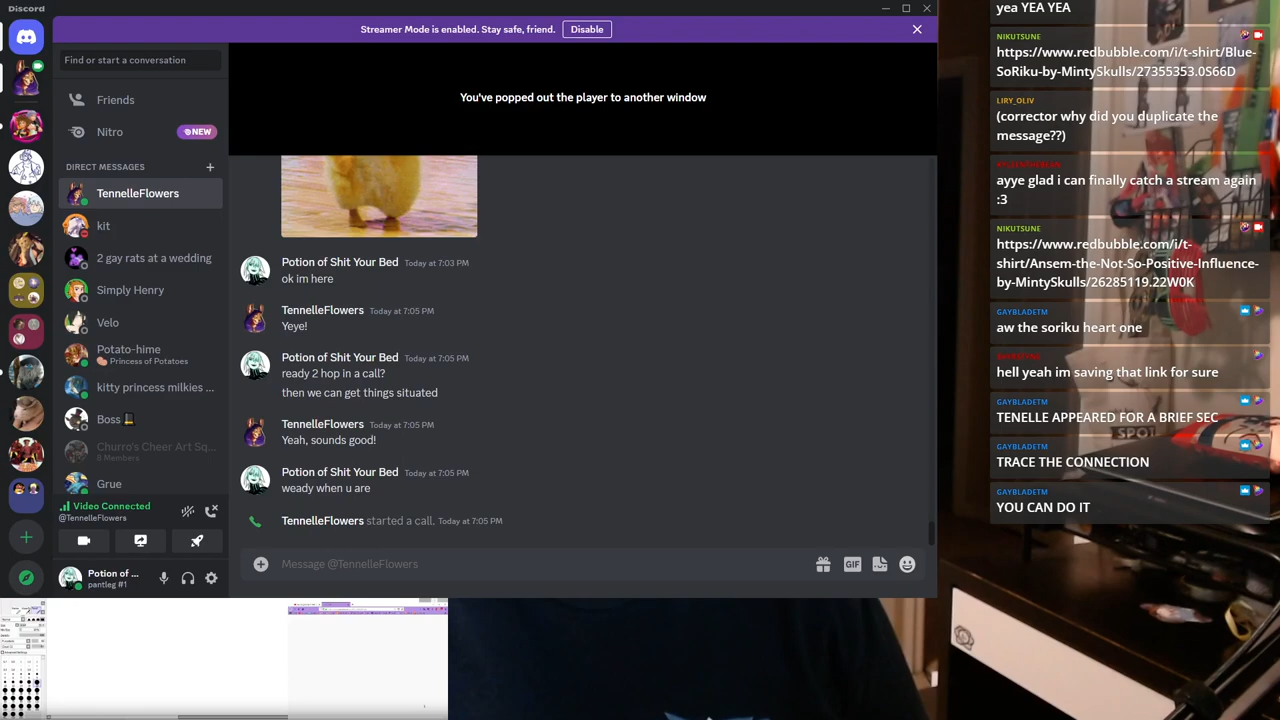 Discord
Streamer Mode is enabled. Stay safe, friend.
Disable
Find or start a conversation
Friends
Nitro
NEW
DIRECT MESSAGES
TennelleFlowers
kit
2 gay rats at a wedding
Simply Henry
Velo
Potato-hime
Princess of Potatoes
kitty princess milkies ...
Boss
Churro's Cheer Art Sq...
8 Members
Grue
Video Connected
@TennelleFlowers
Potion of ...
pantleg #1
You've popped out the player to another window
Potion of Shit Your Bed Today at 7:03 PM
ok im here
TennelleFlowers Today at 7:05 PM
Yeye!
Potion of Shit Your Bed Today at 7:05 PM
ready 2 hop in a call?
then we can get things situated
TennelleFlowers Today at 7:05 PM
Yeah, sounds good!
Potion of Shit Your Bed Today at 7:05 PM
weady when u are
TennelleFlowers started a call. Today at 7:05 PM
Message @TennelleFlowers
GIF
yea YEA YEA
NIKUTSUNE
https://www.redbubble.com/i/t-shirt/Blue-
SoRiku-by-MintySkulls/27355353.0S66D
LIRY_OLIV
(corrector why did you duplicate the
message??)
ayye glad i can finally catch a stream again
:3
NIKUTSUNE
https://www.redbubble.com/i/t-
shirt/Ansem-the-Not-So-Positive-Influence-
by-MintySkulls/26285119.22W0K
GAYBLADETM
aw the soriku heart one
hell yeah im saving that link for sure
GAYBLADETM
TENELLE APPEARED FOR A BRIEF SEC
GAYBLADETM
TRACE THE CONNECTION
GAYBLADETM
YOU CAN DO IT